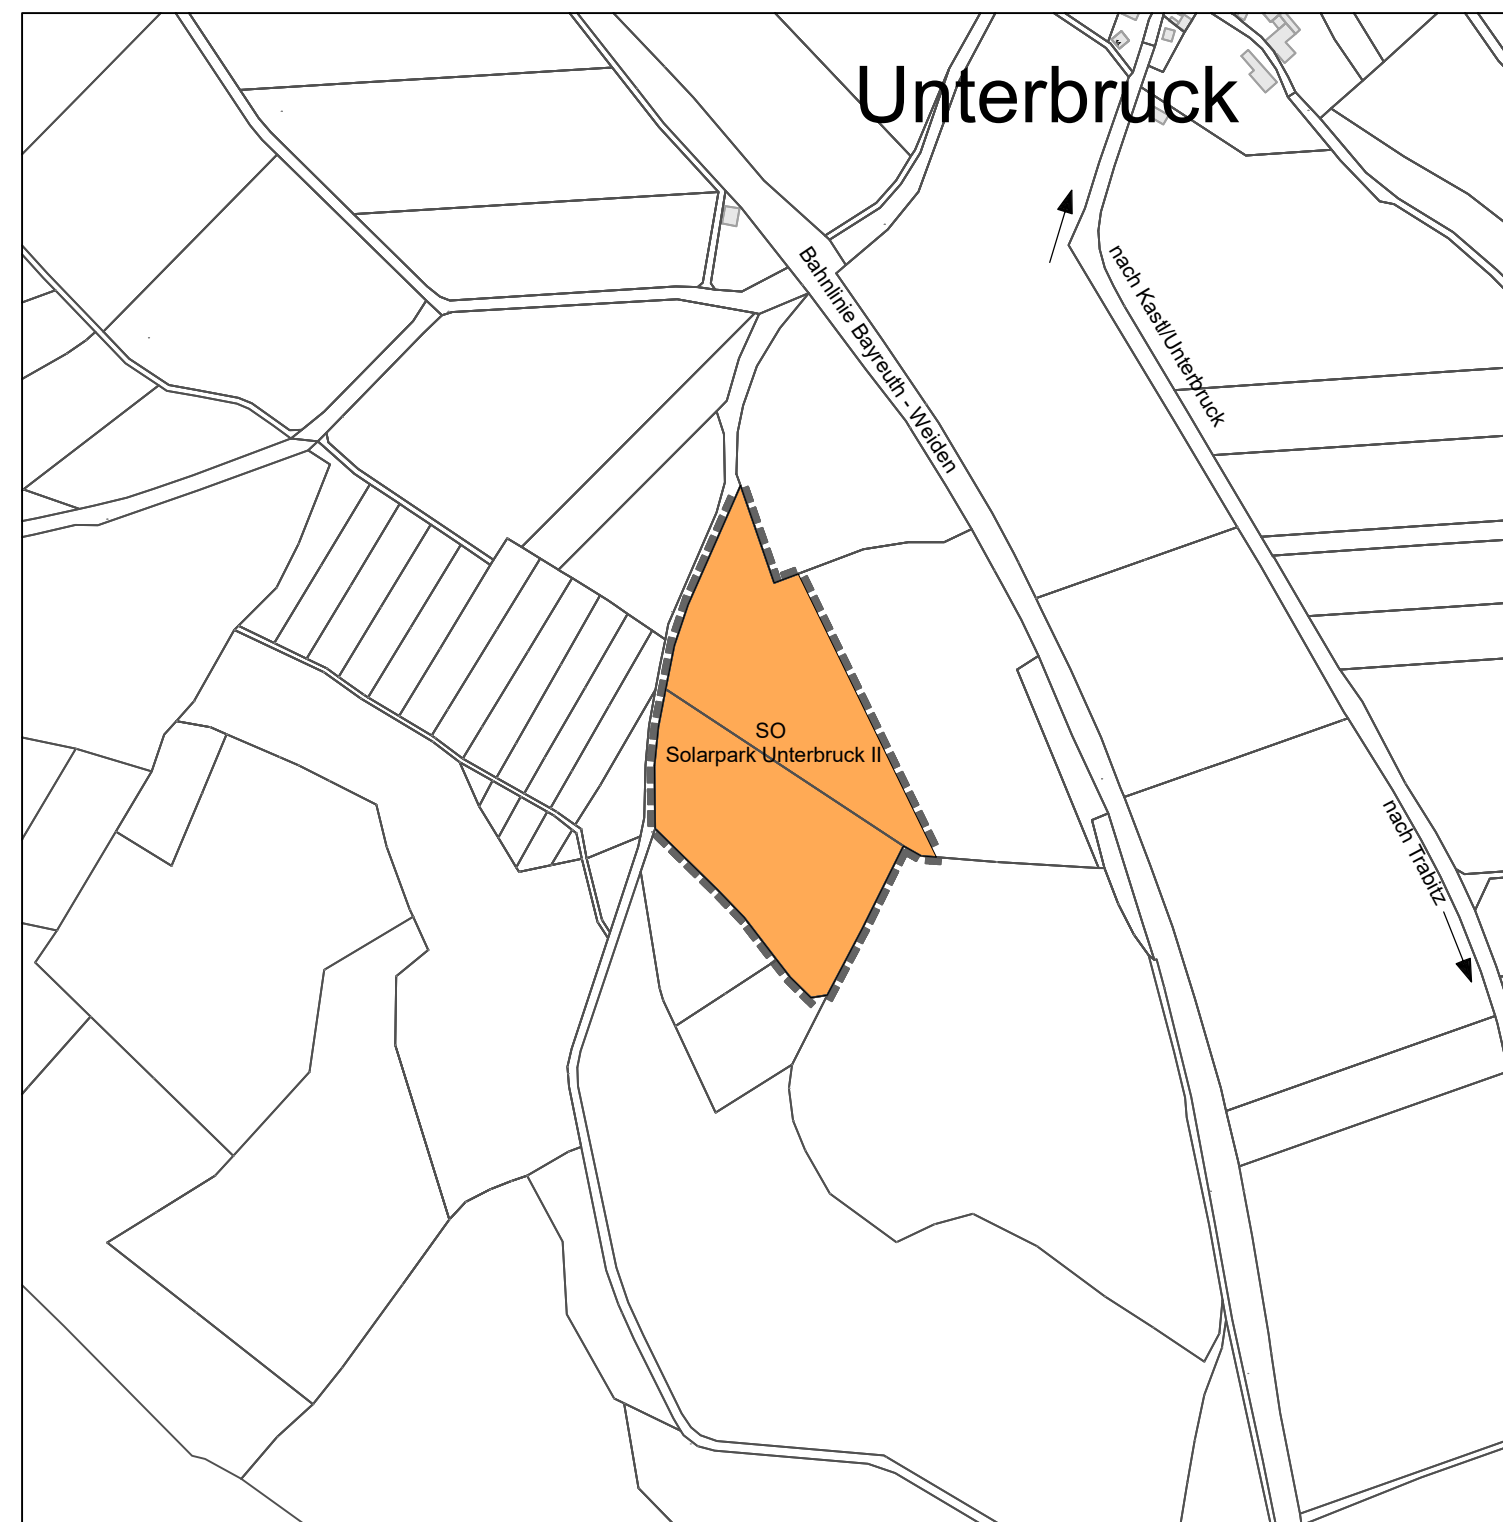 Unterbruck
Bahnlinie Bayreuth - Weiden
nach Kastl/Unterbruck
SO
Solarpark Unterbruck II
nach Trabitz